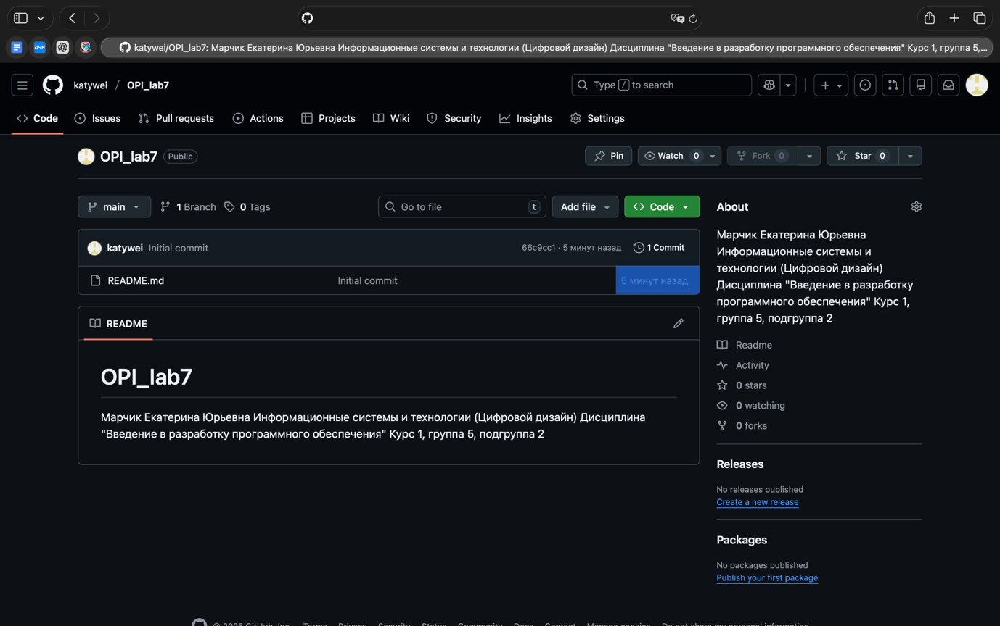 DSM
katywei/OPI_lab7: Марчик Екатерина Юрьевна Информационные системы и технологии (Цифровой дизайн) Дисциплина "Введение в разработку программного обеспечения" Курс 1, группа 5,...
katywei / OPI_lab7
Type / to search
Code Issues Pull requests Actions Projects Wiki Security Insights Settings
OPI_lab7 Public
Pin Watch 0 Fork 0 Star 0
main 1 Branch 0 Tags Go to file t Add file Code
katywei Initial commit 66c9cc1 · 5 минут назад 1 Commit
README.md Initial commit 5 минут назад
README
OPI_lab7
Марчик Екатерина Юрьевна Информационные системы и технологии (Цифровой дизайн) Дисциплина
"Введение в разработку программного обеспечения" Курс 1, группа 5, подгруппа 2
About
Марчик Екатерина Юрьевна
Информационные системы и
технологии (Цифровой дизайн)
Дисциплина "Введение в разработку
программного обеспечения" Курс 1,
группа 5, подгруппа 2
Readme
Activity
0 stars
0 watching
0 forks
Releases
No releases published
Create a new release
Packages
No packages published
Publish your first package
© 2025 GitHub, Inc. Terms Privacy Security Status Community Docs Contact Manage cookies Do not share my personal information